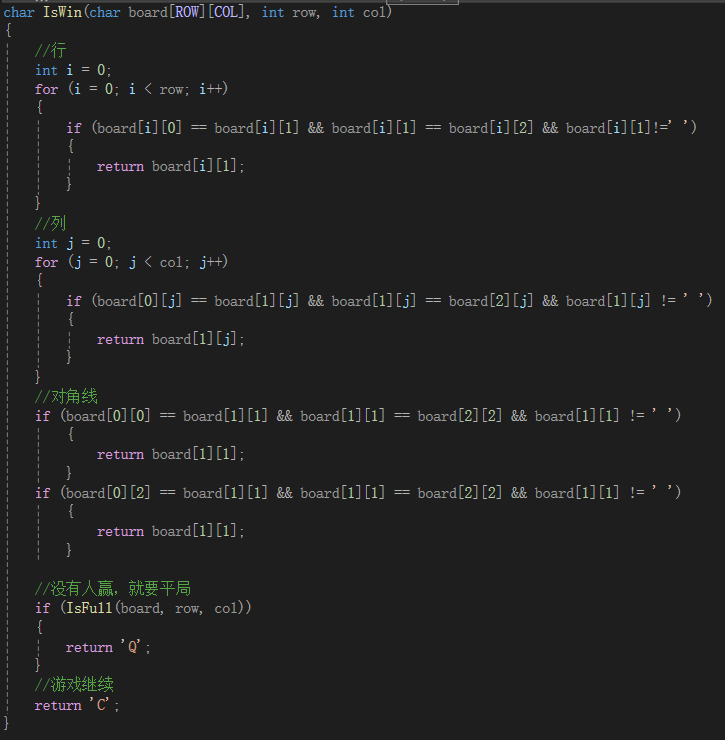 char IsWin(char board[ROW][COL], int row, int col)
{
//行
int i = 0;
for (i = 0; i < row; i++)
{
if (board[i][0] == board[i][1] && board[i][1] == board[i][2] && board[i][1]!=' ')
{
return board[i][1];
}
}
//列
int j = 0;
for (j = 0; j < col; j++)
{
if (board[0][j] == board[1][j] && board[1][j] == board[2][j] && board[1][j] != ' ')
{
return board[1][j];
}
}
//对角线
if (board[0][0] == board[1][1] && board[1][1] == board[2][2] && board[1][1] != ' ')
{
return board[1][1];
}
if (board[0][2] == board[1][1] && board[1][1] == board[2][2] && board[1][1] != ' ')
{
return board[1][1];
}
//没有人赢，就要平局
if (IsFull(board, row, col))
{
return 'Q';
}
//游戏继续
return 'C';
}